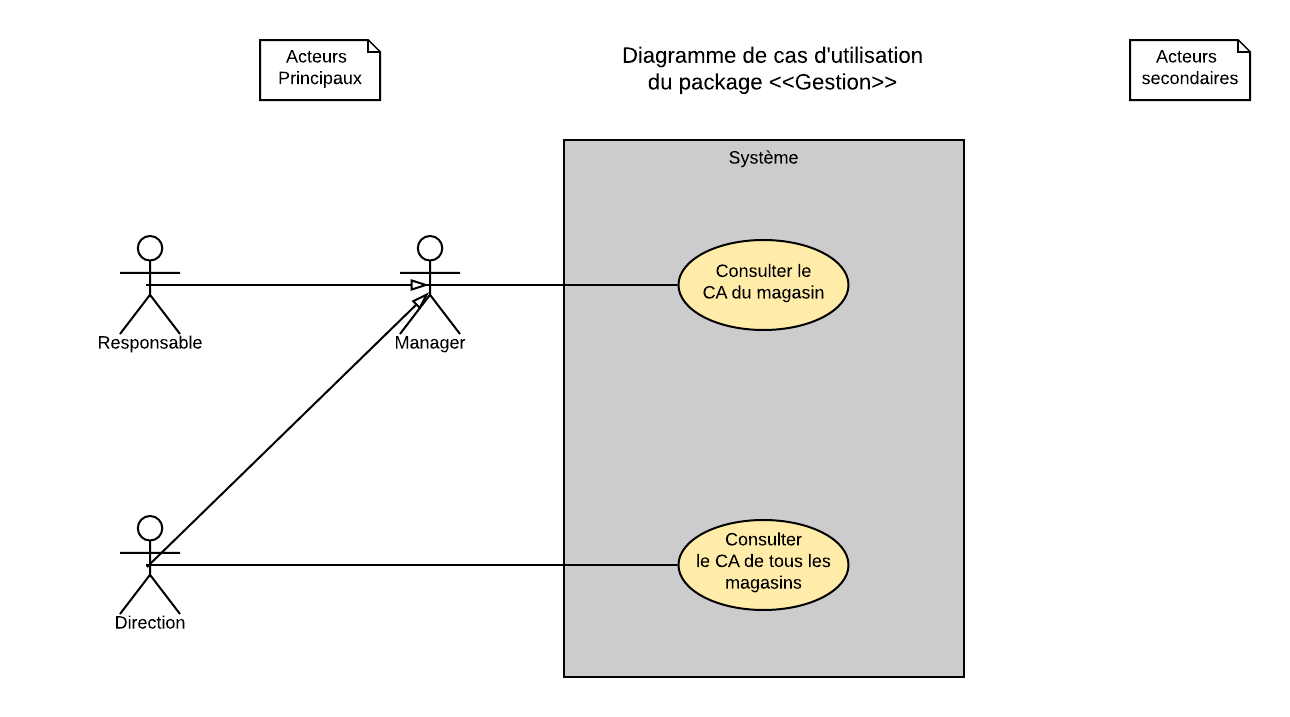 Acteurs
Principaux
Diagramme de cas d'utilisation
du package <<Gestion>>
Acteurs
secondaires
Système
Responsable
Manager
Consulter le
CA du magasin
Direction
Consulter
le CA de tous les
magasins